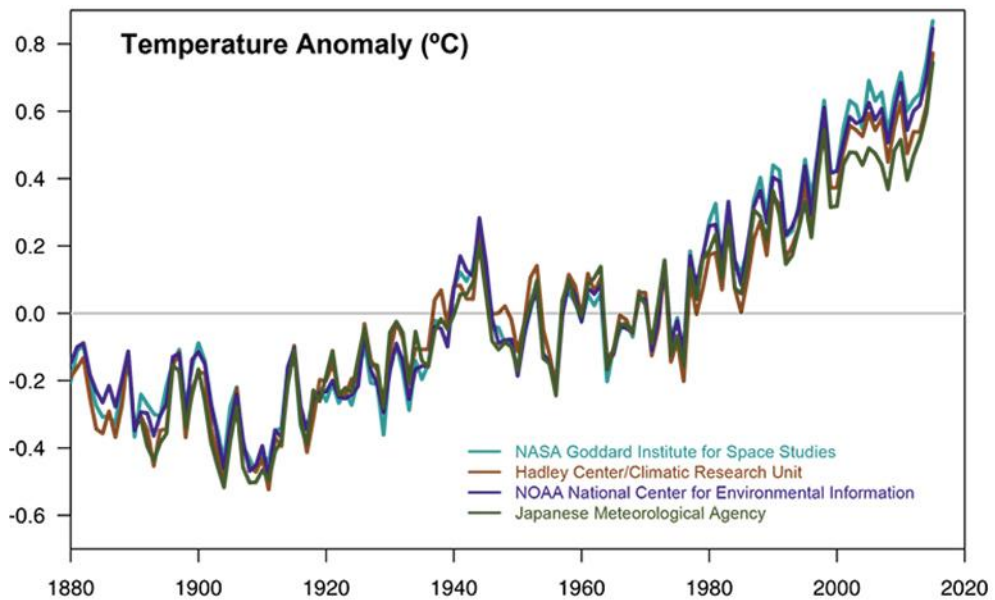 Temperature Anomaly (ºC)
0.8
0.6
0.4
0.2
0.0
-0.2
-0.4
-0.6
NASA Goddard Institute for Space Studies
Hadley Center/Climatic Research Unit
NOAA National Center for Environmental Information
Japanese Meteorological Agency
1880 1900 1920 1940 1960 1980 2000 2020